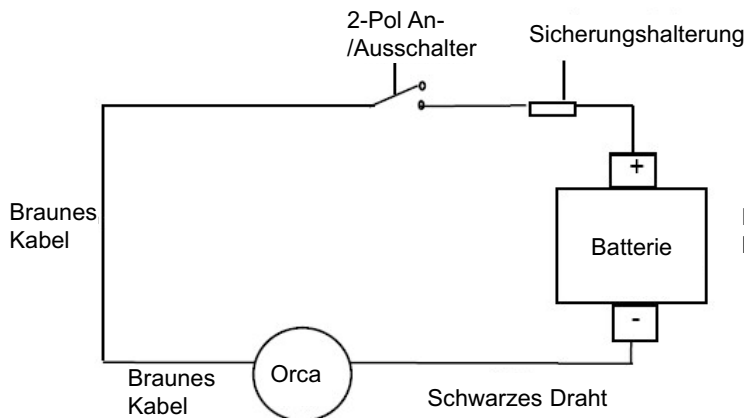 2-Pol An-
/Ausschalter
Sicherungshalterung
+
Braunes
Kabel
Batterie
-
Orca
Braunes
Kabel
Schwarzes Draht